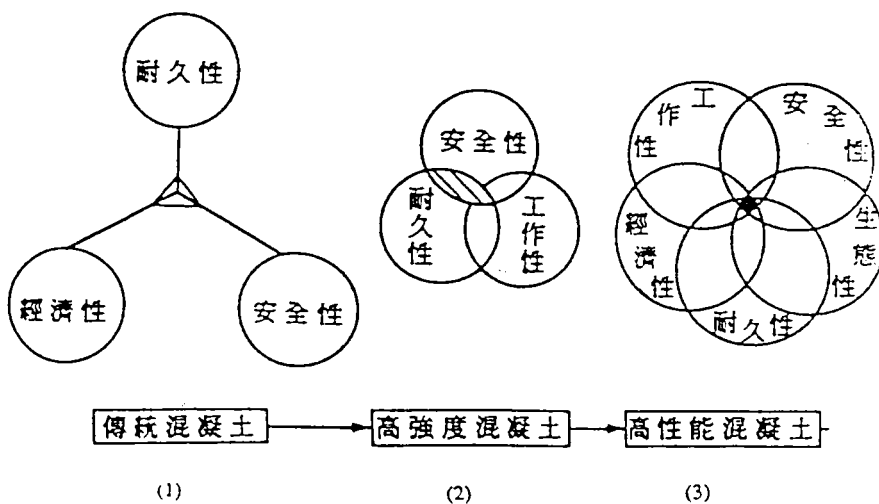 耐久性
經濟性
安全性
安全性
耐久性
工作性
工作性
安全性
經濟性
生態性
耐久性
傳統混凝土
高強度混凝土
高性能混凝土
(1)
(2)
(3)